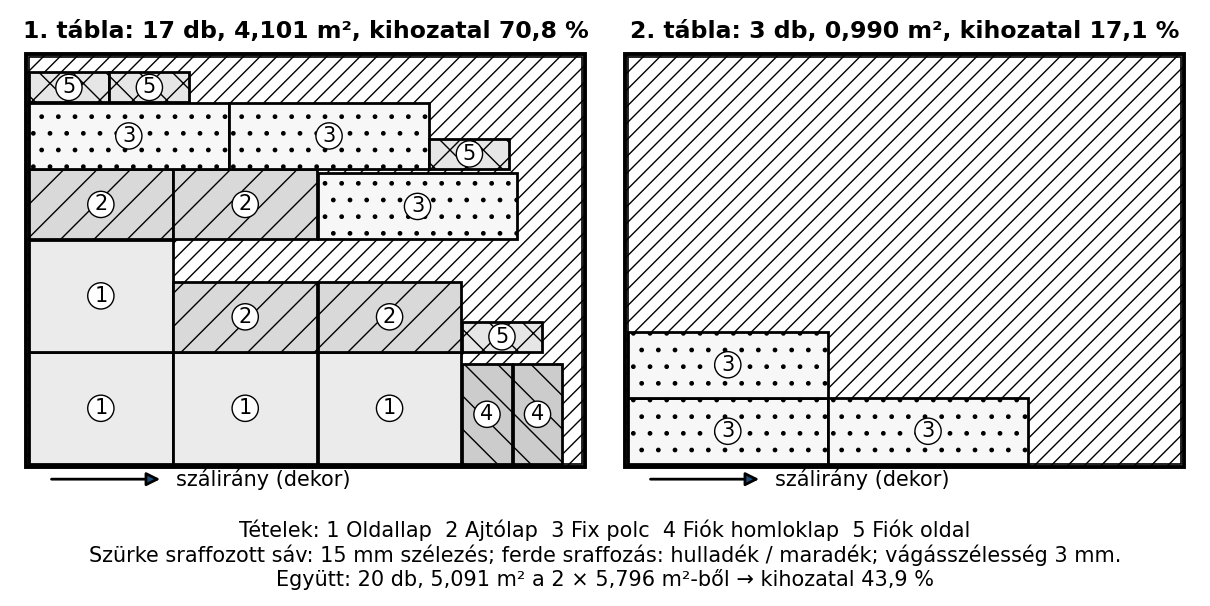 1. tábla: 17 db, 4,101 m², kihozatal 70,8 %
5 5
3 3
5
2 2 3
1
2 2
5
1 1 1 4 4
szálirány (dekor)
2. tábla: 3 db, 0,990 m², kihozatal 17,1 %
3
3 3
szálirány (dekor)
Tételek: 1 Oldallap 2 Ajtólap 3 Fix polc 4 Fiók homloklap 5 Fiók oldal
Szürke sraffozott sáv: 15 mm szélezés; ferde sraffozás: hulladék / maradék; vágásszélesség 3 mm.
Együtt: 20 db, 5,091 m² a 2 × 5,796 m²-ből → kihozatal 43,9 %